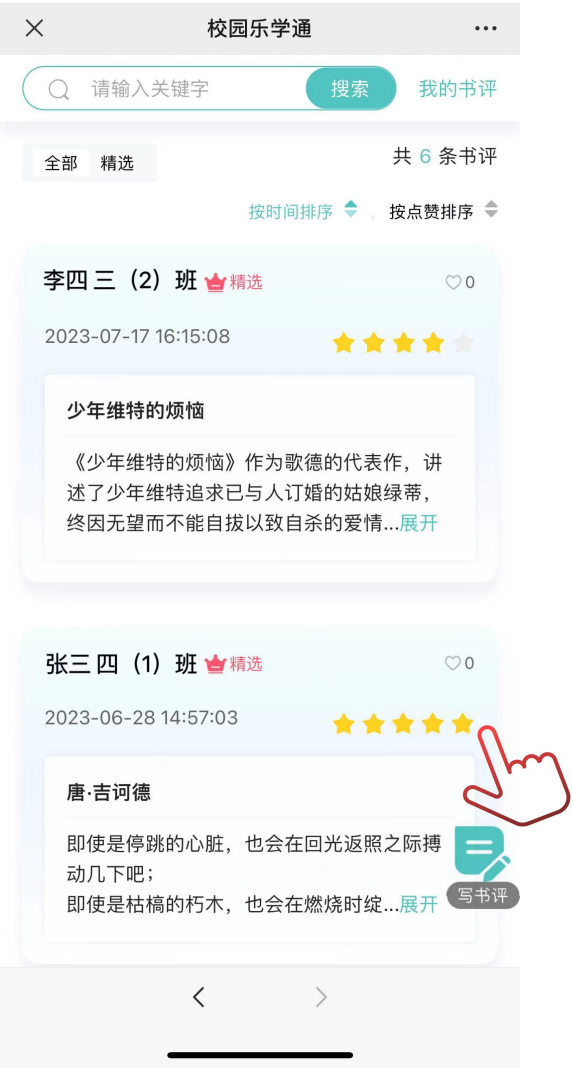 校园乐学通
请输入关键字 搜索 我的书评
全部 精选 共 6 条书评
按时间排序 按点赞排序
李四 三（2）班 精选 0
2023-07-17 16:15:08
少年维特的烦恼
《少年维特的烦恼》作为歌德的代表作，讲
述了少年维特追求已与人订婚的姑娘绿蒂，
终因无望而不能自拔以致自杀的爱情...展开
张三 四（1）班 精选 0
2023-06-28 14:57:03
唐·吉诃德
即使是停跳的心脏，也会在回光返照之际搏
动几下吧；
即使是枯槁的朽木，也会在燃烧时绽...展开
写书评